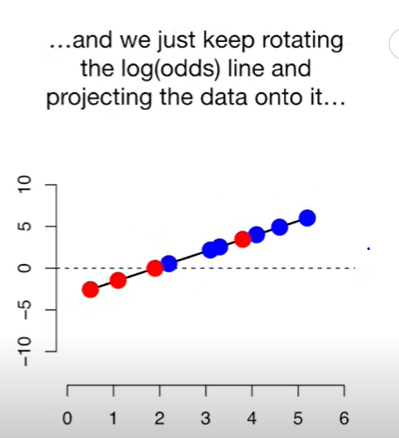 ...and we just keep rotating
the log(odds) line and
projecting the data onto it...
10
5
0
-5
-10
0 1 2 3 4 5 6